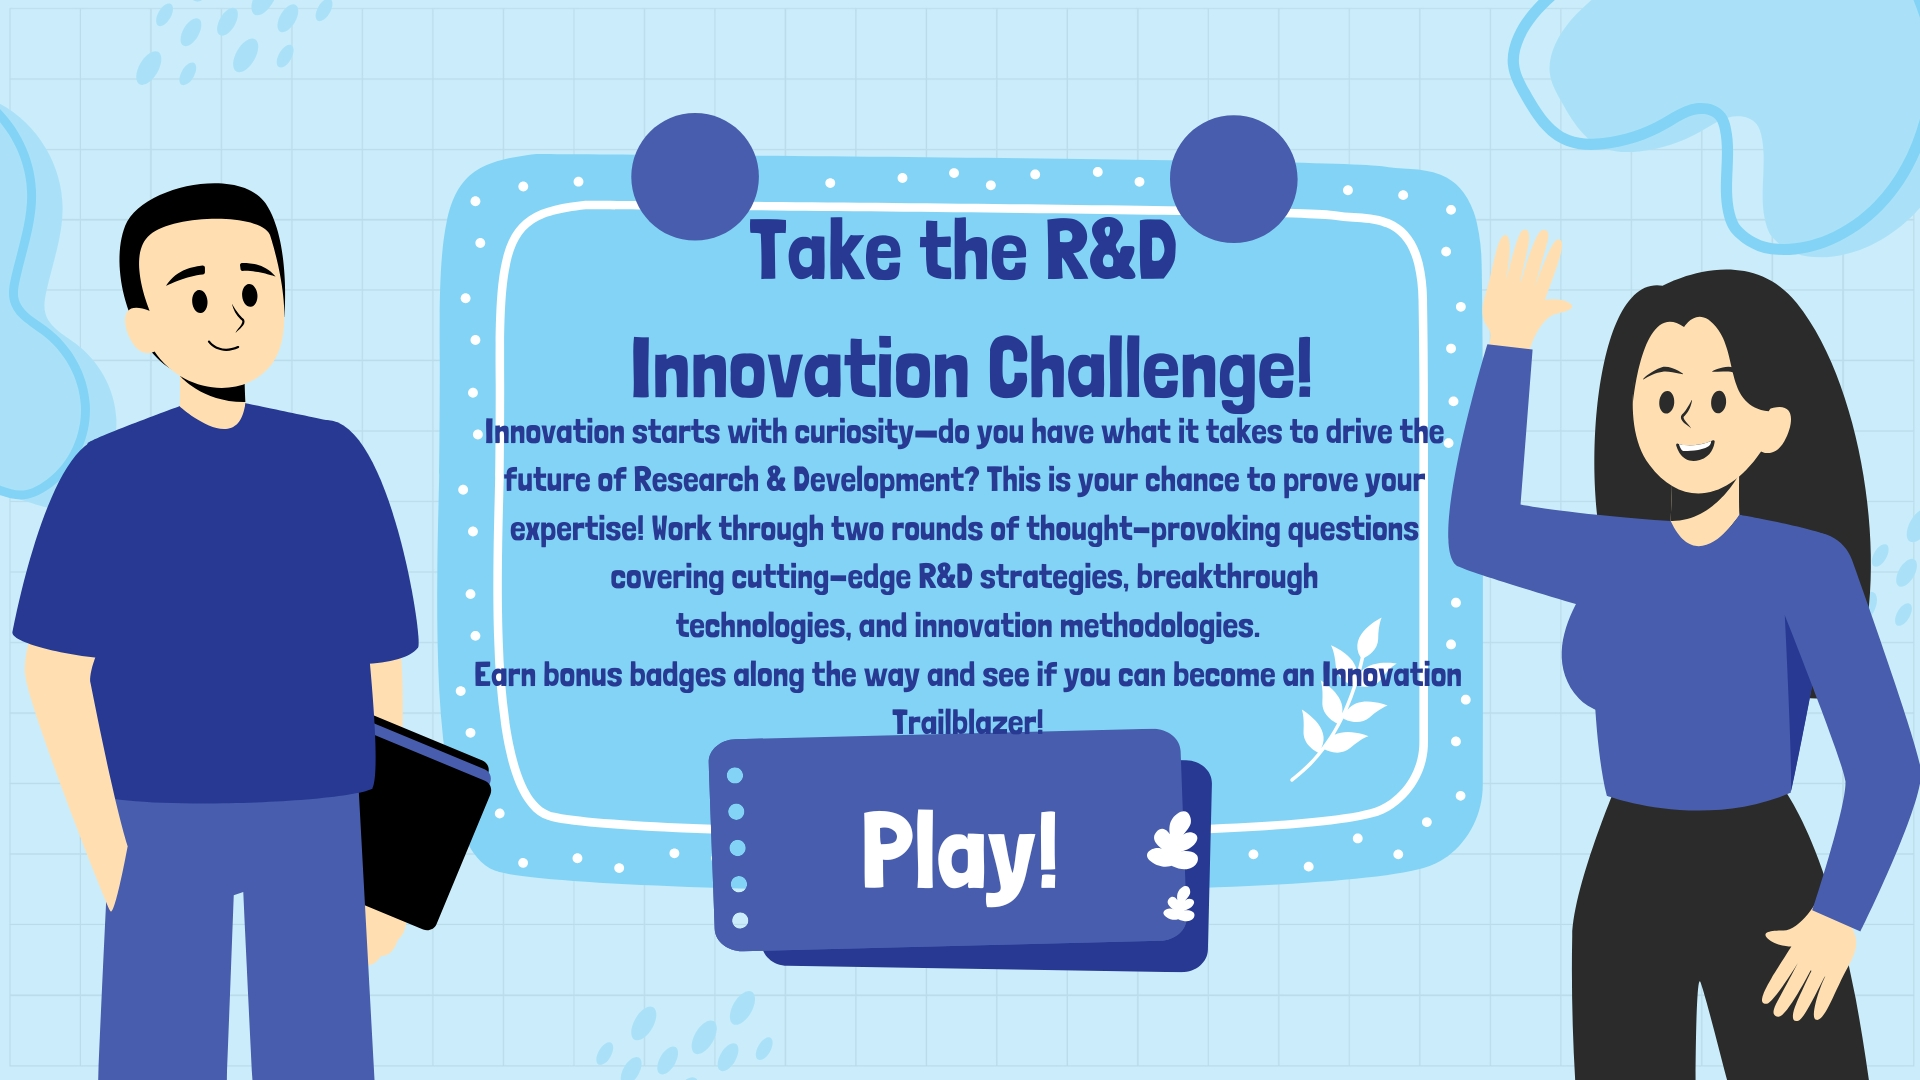 Take the R&D
Innovation Challenge!
Innovation starts with curiosity—do you have what it takes to drive the
future of Research & Development? This is your chance to prove your
expertise! Work through two rounds of thought-provoking questions
covering cutting-edge R&D strategies, breakthrough
technologies, and innovation methodologies.
Earn bonus badges along the way and see if you can become an Innovation
Trailblazer!
Play!